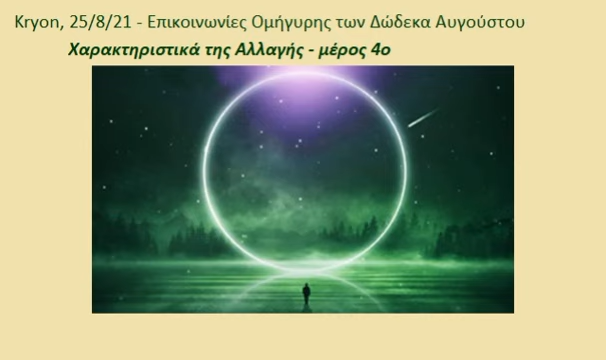 Kryon, 25/8/21 - Επικοινωνίες Ομήγυρης των Δώδεκα Αυγούστου
Χαρακτηριστικά της Αλλαγής - μέρος 4ο